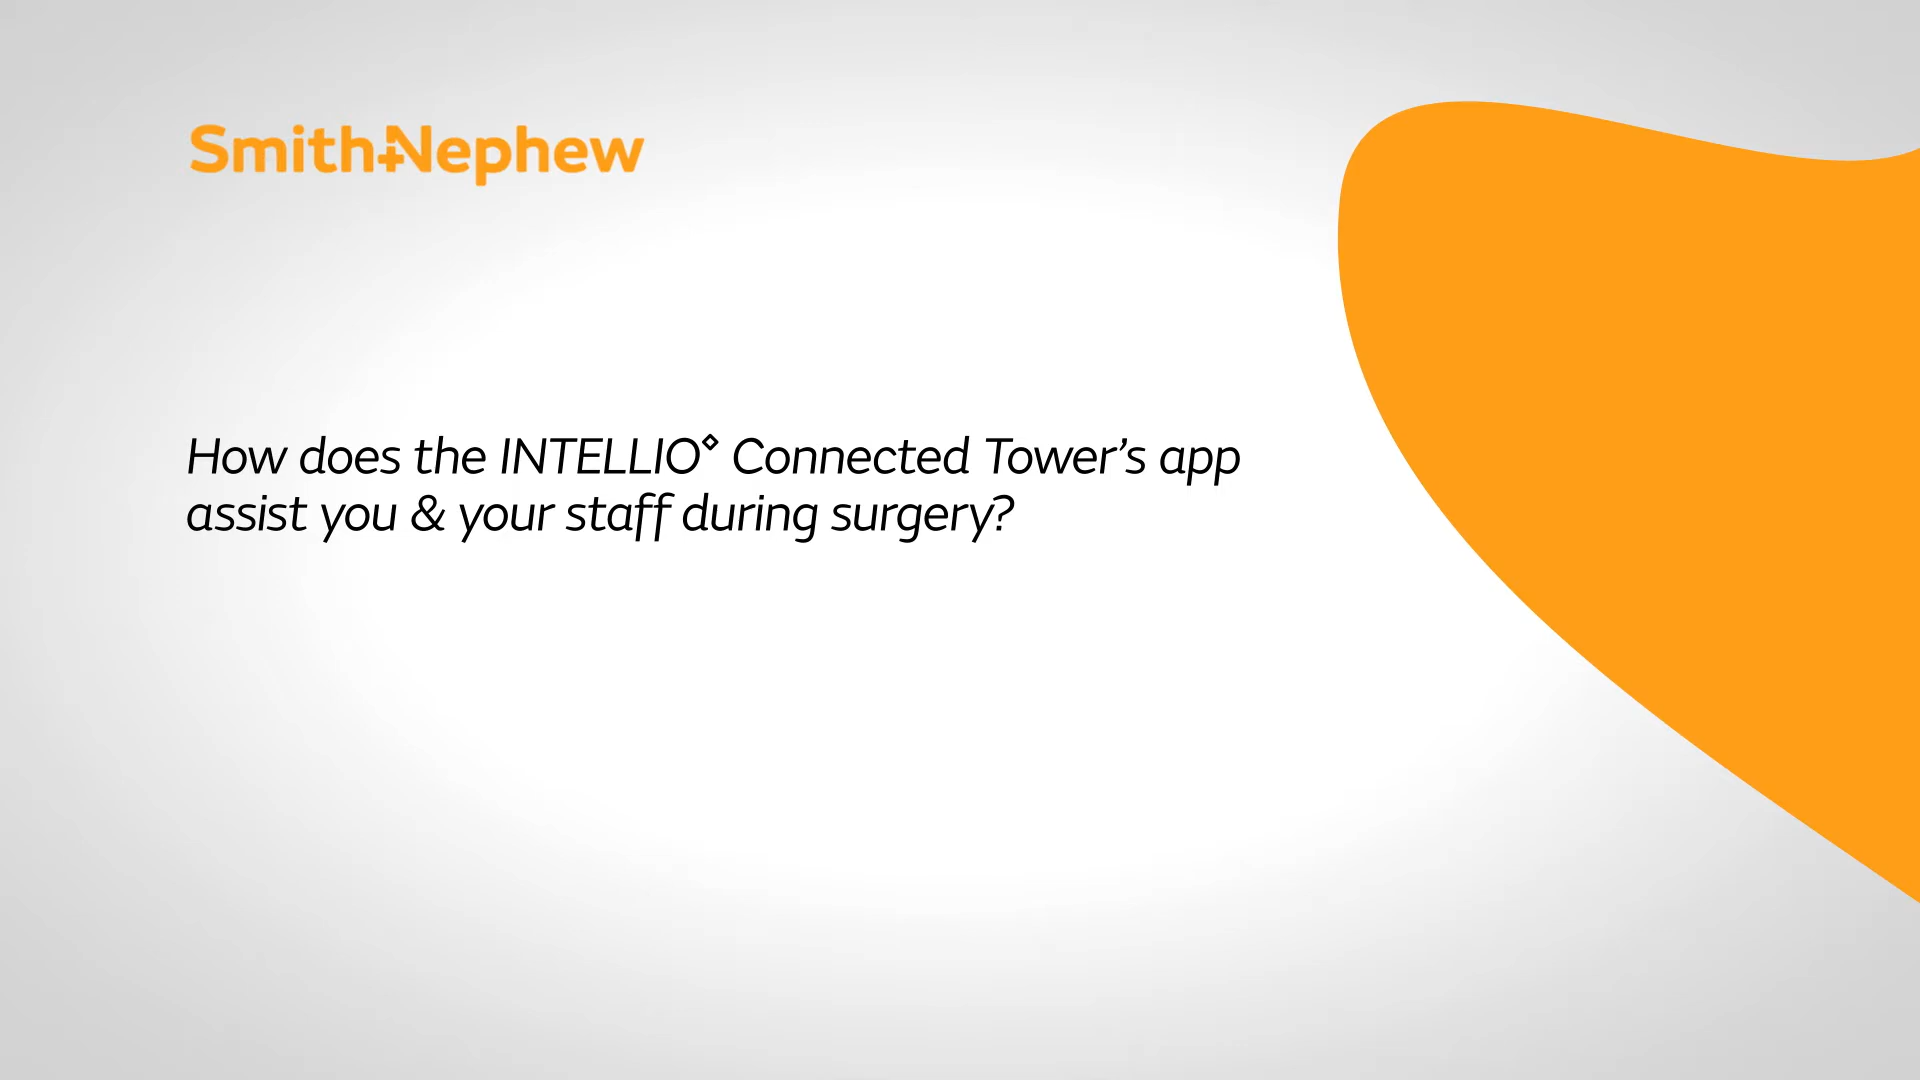 Smith+Nephew
How does the INTELLIO◇ Connected Tower’s app
assist you & your staff during surgery?